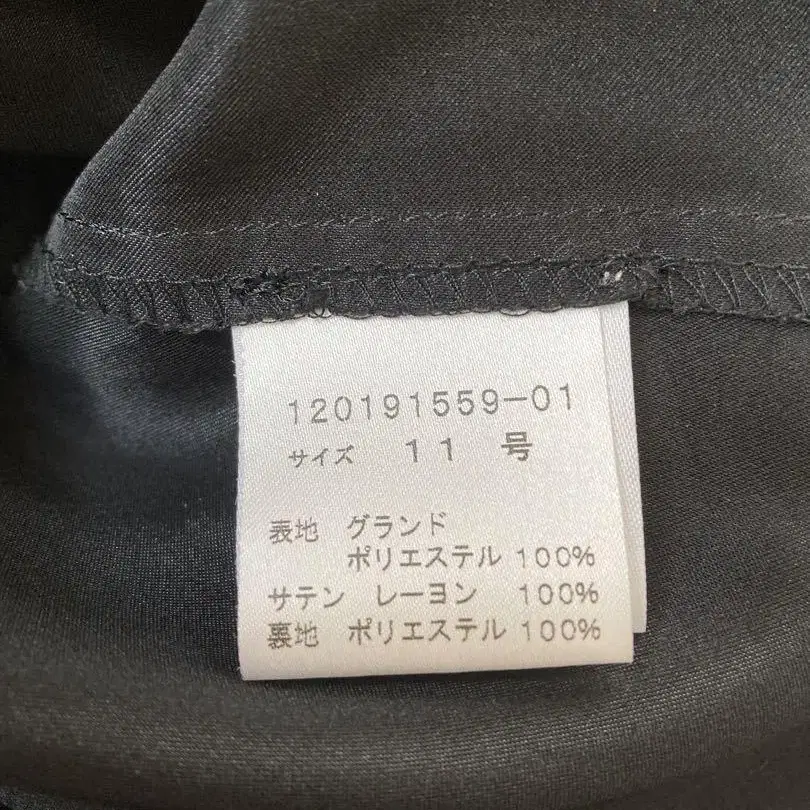 120191559-01
サイズ 11 号
表地 グランド
ポリエステル 100%
サテン レーヨン 100%
裏地 ポリエステル 100%